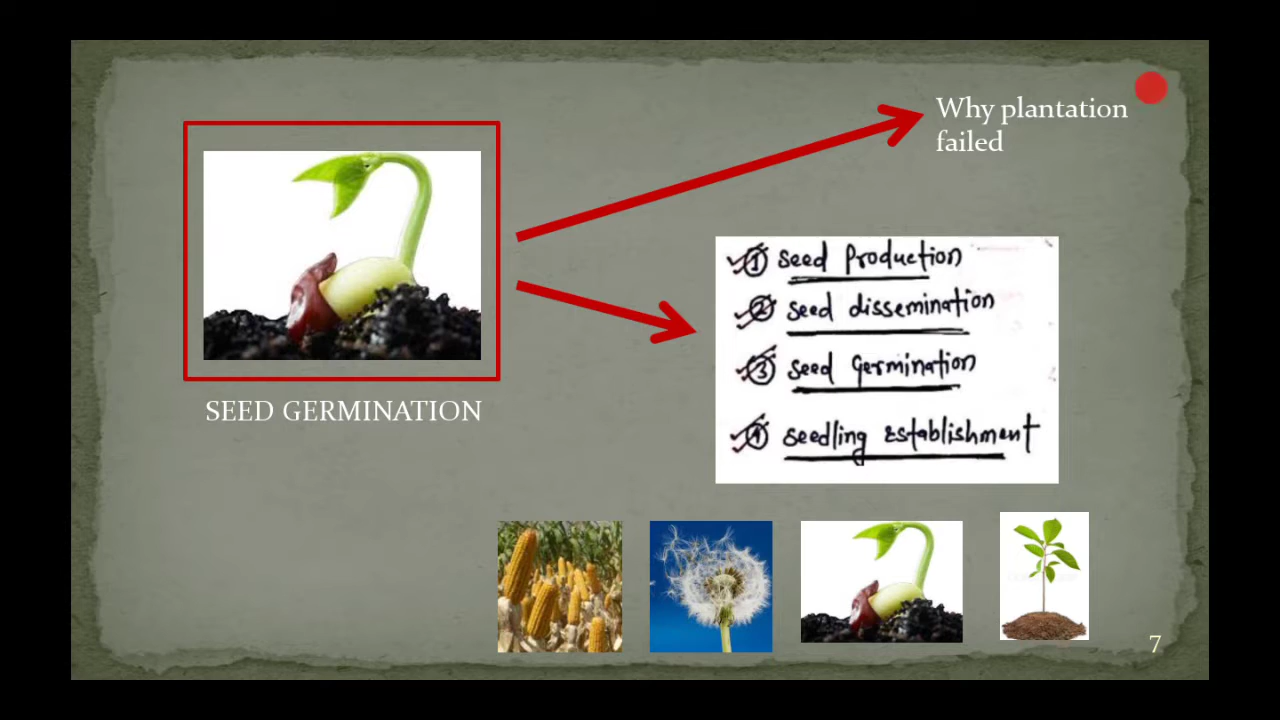 Why plantation
failed
① Seed Production
② Seed dissemination
③ Seed Germination
④ Seedling Establishment
SEED GERMINATION
7